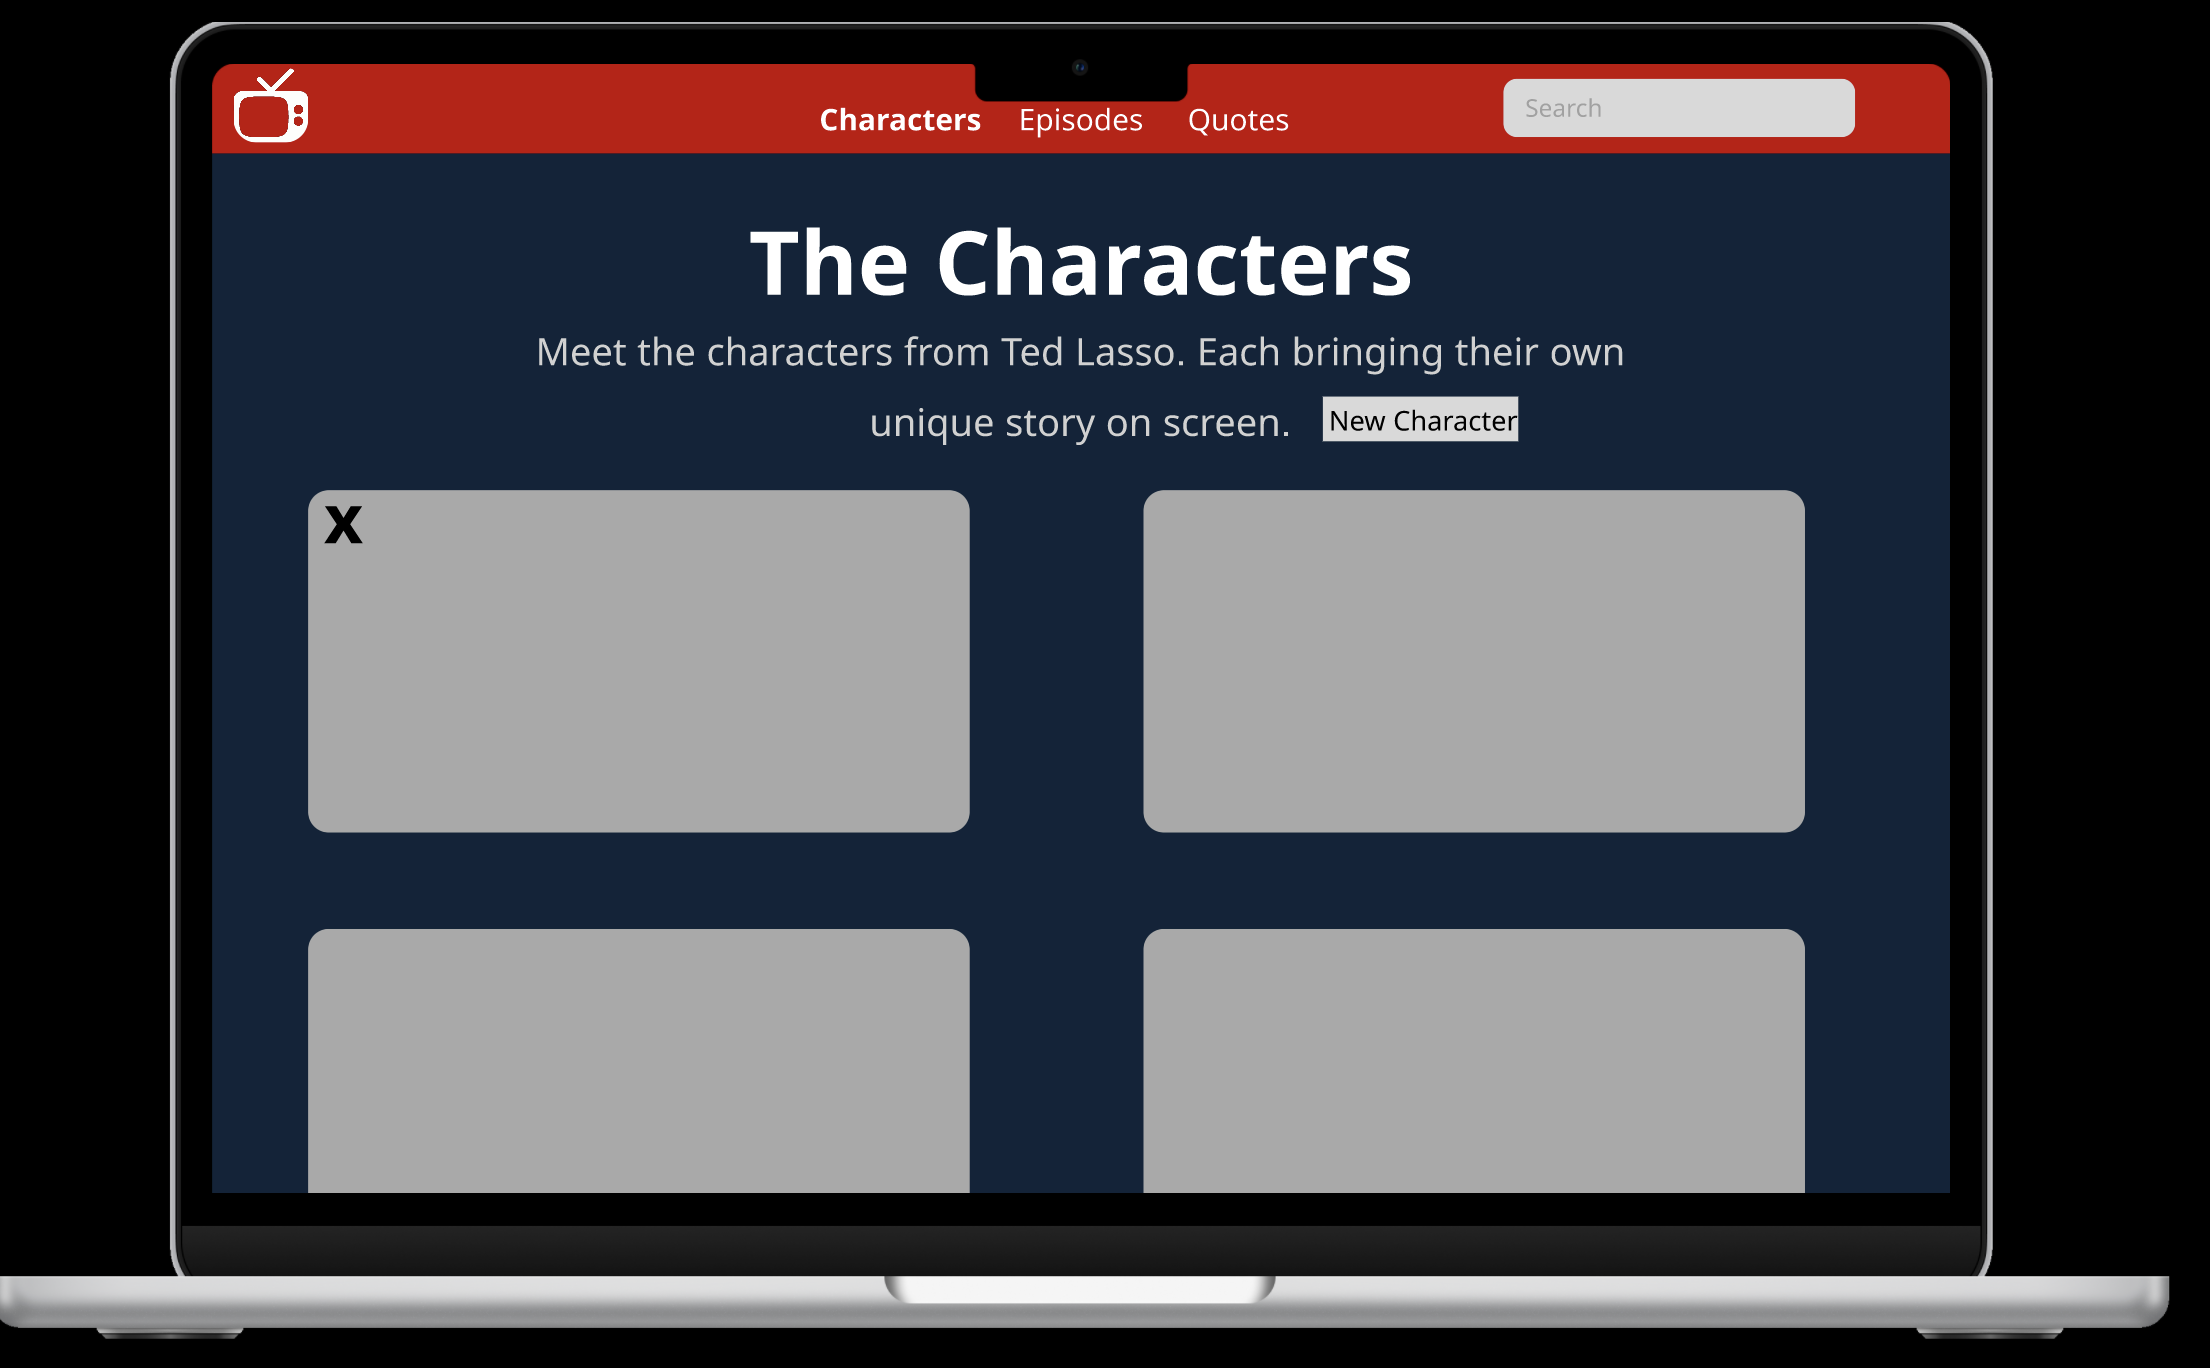 Characters Episodes Quotes Search
The Characters
Meet the characters from Ted Lasso. Each bringing their own
unique story on screen. New Character
X